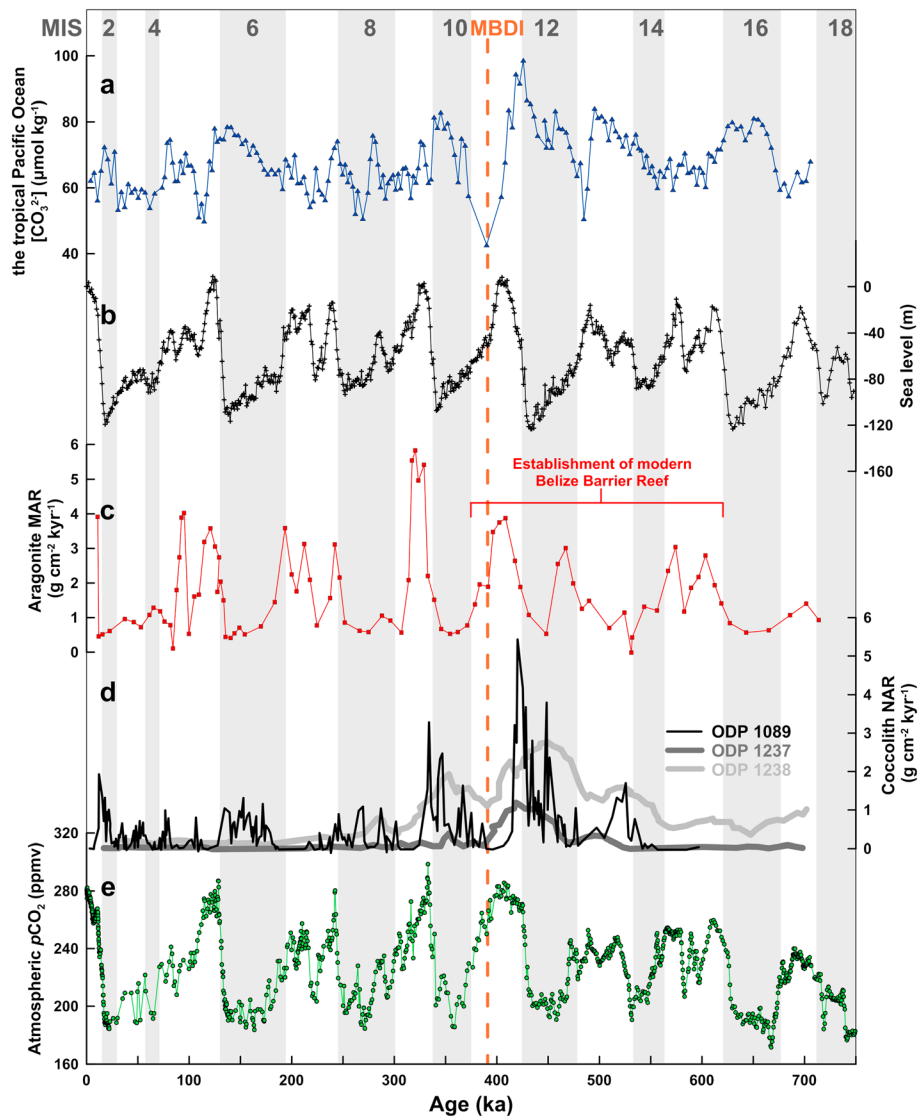 MIS 2 4 6 8 10 MBDI 12 14 16 18
a
the tropical Pacific Ocean
[CO₃²⁻] (μmol kg⁻¹)
100
80
60
40
b
Sea level (m)
0
-40
-80
-120
-160
c
Aragonite MAR
(g cm⁻² kyr⁻¹)
6
5
4
3
2
1
0
Establishment of modern
Belize Barrier Reef
d
Coccolith NAR
(g cm⁻² kyr⁻¹)
6
5
4
3
2
1
0
ODP 1089
ODP 1237
ODP 1238
e
Atmospheric pCO₂ (ppmv)
320
280
240
200
160
0 100 200 300 400 500 600 700
Age (ka)